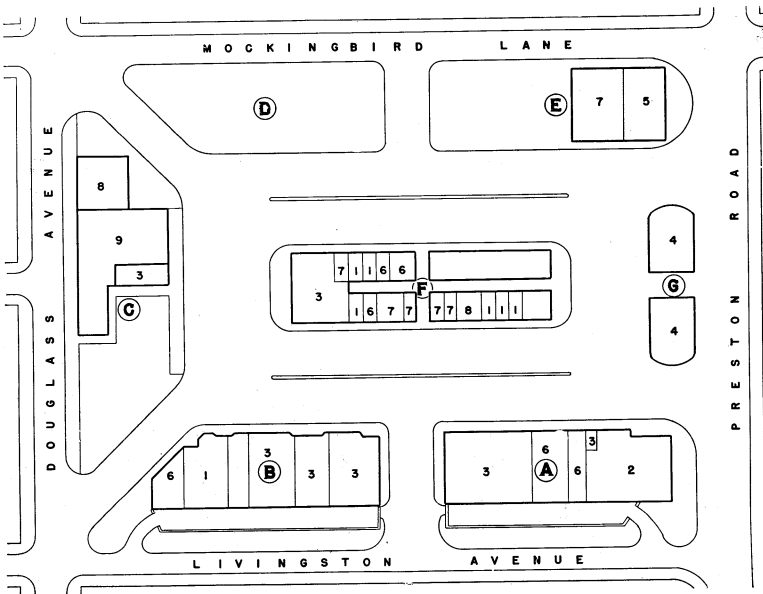 MOCKINGBIRD LANE
D
E
7 5
DOUGLASS AVENUE
PRESTON ROAD
8
9
3
C
7 1 1 6 6
F
3
1 6 7 7
7 7 8 1 1 1
4
G
4
6 1 3 3 3
B
3 6 6 3 2
A
LIVINGSTON AVENUE